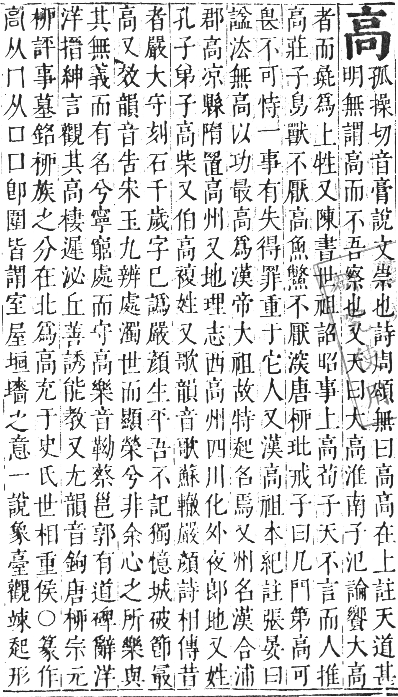 高孤操切音膏說文崇也詩周頌無曰高高在上註天道甚
明無謂高而不吾察也又天曰大高淮南子氾論饗大高
者而彘為上牲又陳書世祖詔昭事上高荀子天不言而人推
高莊子鳥獸不厭高魚鱉不厭深唐柳玭戒子曰几門第高可
畏不可恃一事有失得罪重于它人又漢高祖本紀註張晏曰
諡法無高以功最高為漢帝大祖故特起名焉又州名漢合浦
郡高凉縣隋置高州又地理志西高州四川化外夜郎地又姓
孔子弟子高柴又伯高複姓又歌韻音歌蘇轍嚴顏詩相傳昔
者嚴大守刻石千歲字已譌嚴顏生平吾不記獨憶城破節最
高又效韻音告宋玉九辨處濁世而顯榮兮非余心之所樂與
其無義而有名兮寧窮處而守高樂音靿蔡邕郭有道碑辭洋
洋搢紳言觀其高棲遲泌丘善誘能教又尤韻音鉤唐柳宗元
柳評事墓銘柳族之分在北為高充于史氏世相重侯○篆作
从冂从口口卽圍皆謂室屋垣墻之意一說象臺觀竦起形